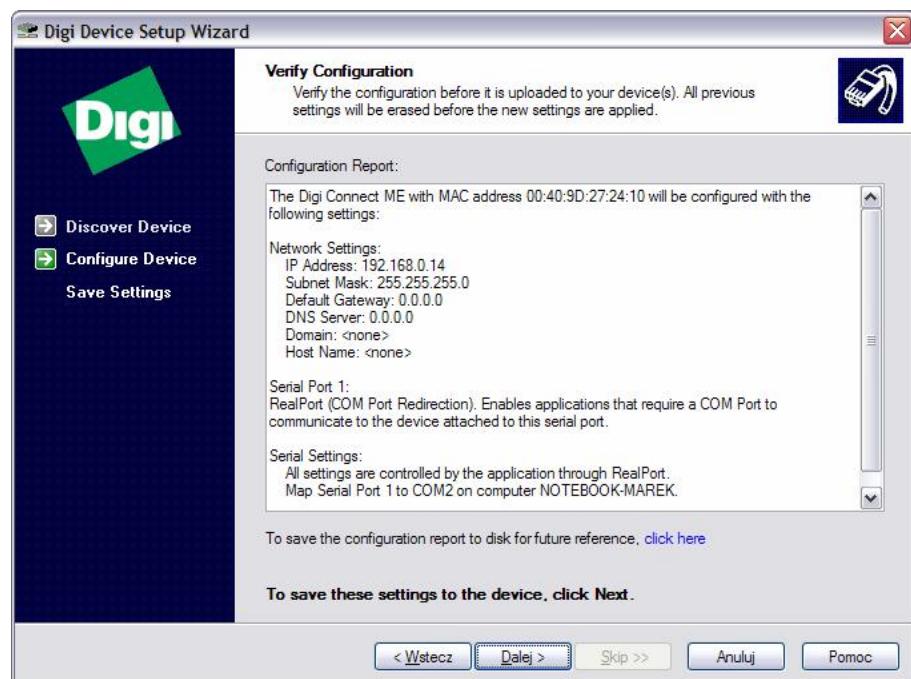 Digi Device Setup Wizard
Digi
Discover Device
Configure Device
Save Settings
Verify Configuration
Verify the configuration before it is uploaded to your device(s). All previous
settings will be erased before the new settings are applied.
Configuration Report:
The Digi Connect ME with MAC address 00:40:9D:27:24:10 will be configured with the
following settings:
Network Settings:
IP Address: 192.168.0.14
Subnet Mask: 255.255.255.0
Default Gateway: 0.0.0.0
DNS Server: 0.0.0.0
Domain: <none>
Host Name: <none>
Serial Port 1:
RealPort (COM Port Redirection). Enables applications that require a COM Port to
communicate to the device attached to this serial port.
Serial Settings:
All settings are controlled by the application through RealPort.
Map Serial Port 1 to COM2 on computer NOTEBOOK-MAREK.
To save the configuration report to disk for future reference, click here
To save these settings to the device, click Next.
< Wstecz Dalej > Skip >> Anuluj Pomoc